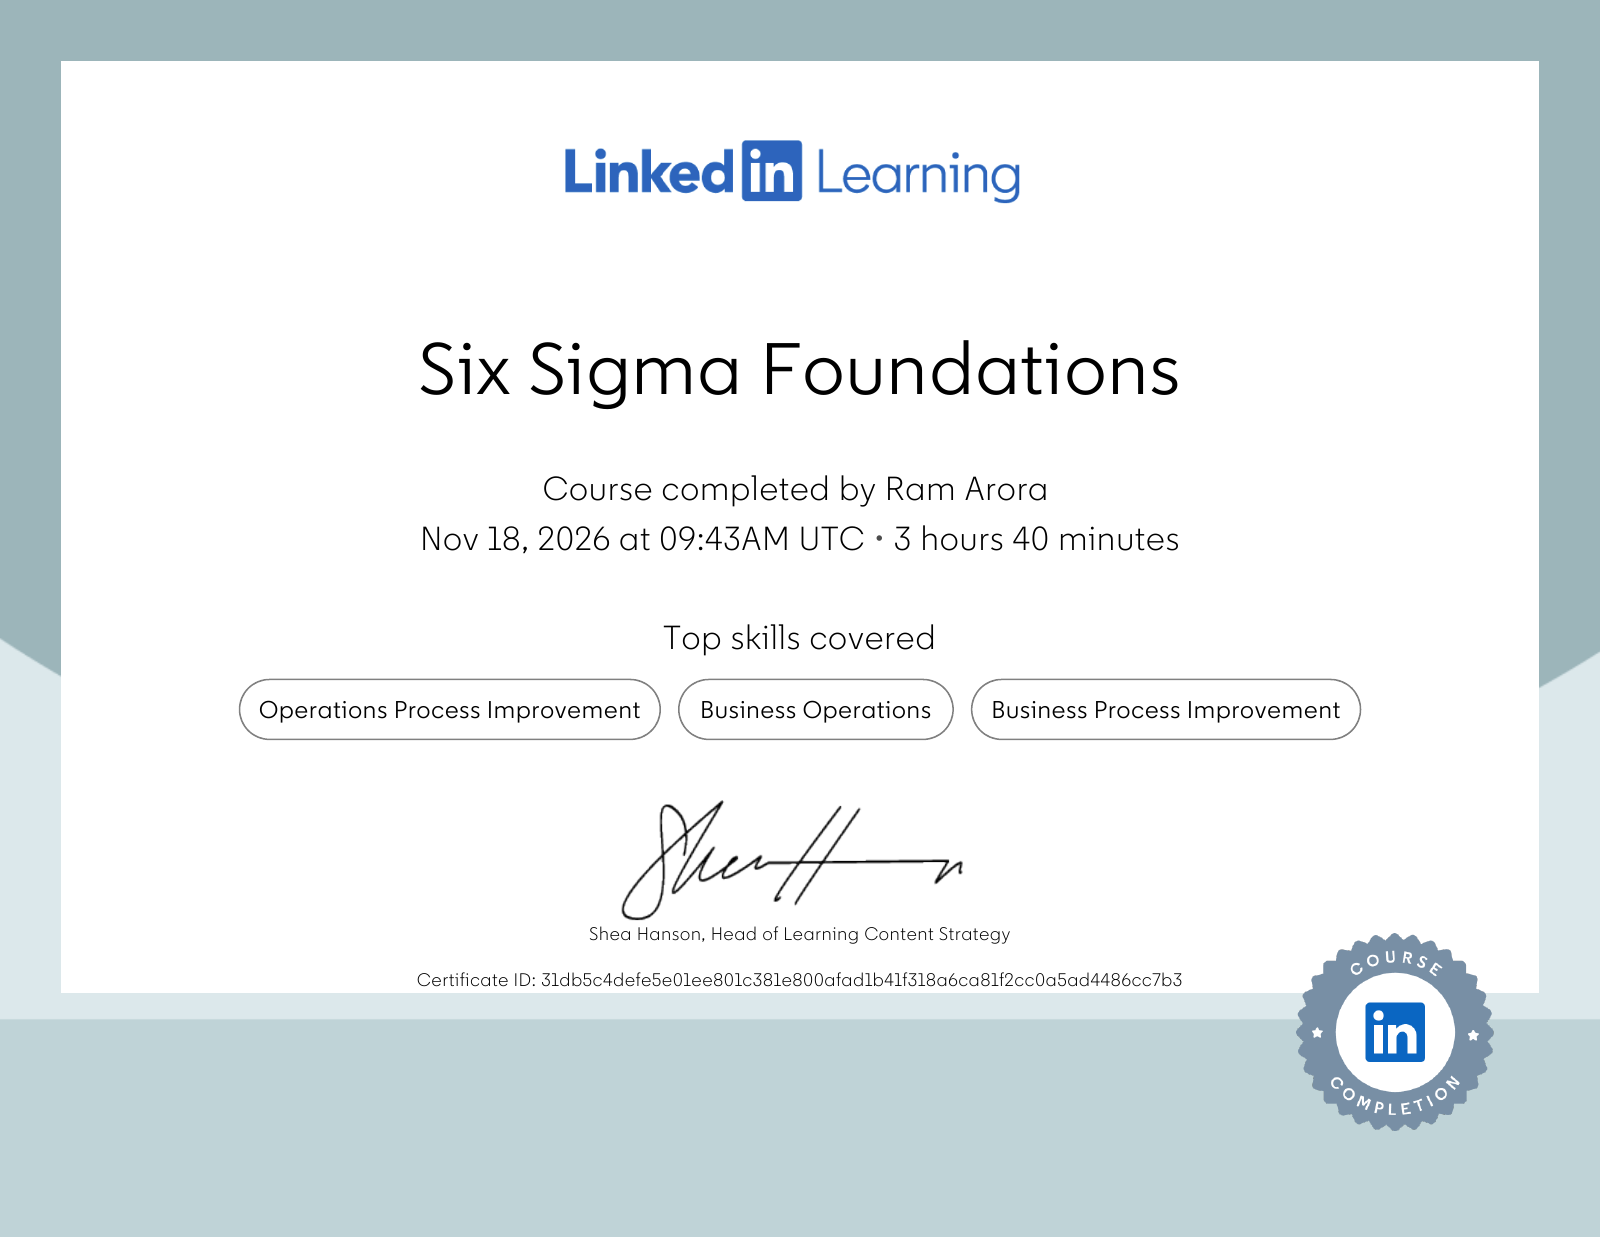 LinkedIn Learning
Six Sigma Foundations
Course completed by Ram Arora
Nov 18, 2026 at 09:43AM UTC • 3 hours 40 minutes
Top skills covered
Operations Process Improvement Business Operations Business Process Improvement
Shea Hanson, Head of Learning Content Strategy
Certificate ID: 31db5c4defe5e01ee801c381e800afad1b41f318a6ca81f2cc0a5ad4486cc7b3
COURSE
in
COMPLETION